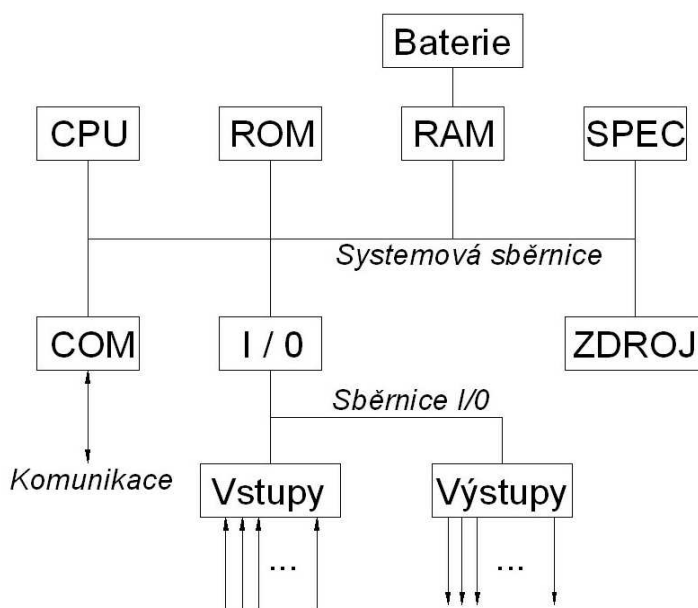 Baterie
CPU
ROM
RAM
SPEC
Systemová sběrnice
COM
I / 0
ZDROJ
Sběrnice I/0
Komunikace
Vstupy
Výstupy
...
...